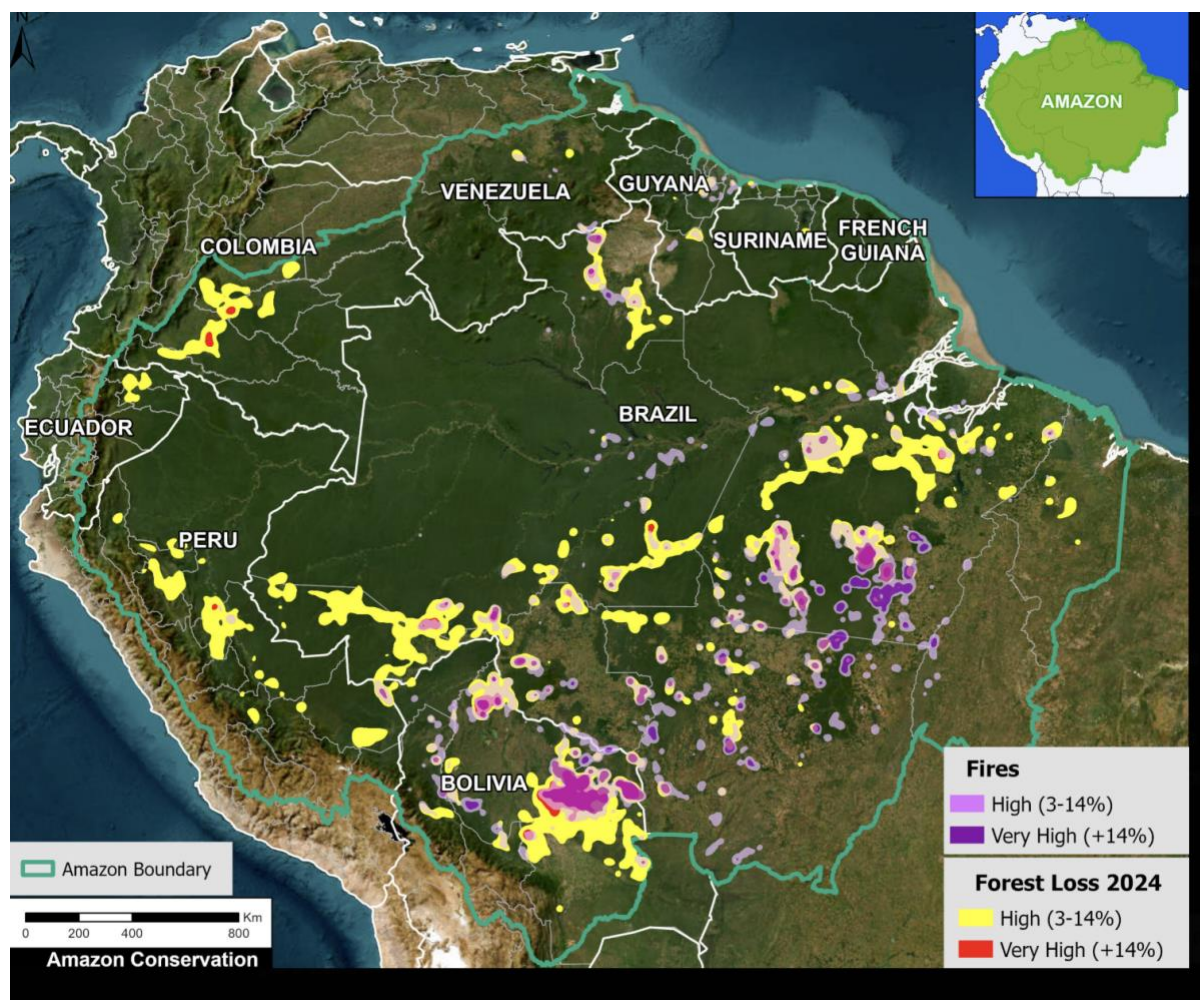 N
AMAZON
VENEZUELA
GUYANA
SURINAME
FRENCH
GUIANA
COLOMBIA
ECUADOR
BRAZIL
PERU
BOLIVIA
Fires
High (3-14%)
Very High (+14%)
Forest Loss 2024
High (3-14%)
Very High (+14%)
Amazon Boundary
Km
0 200 400 800
Amazon Conservation